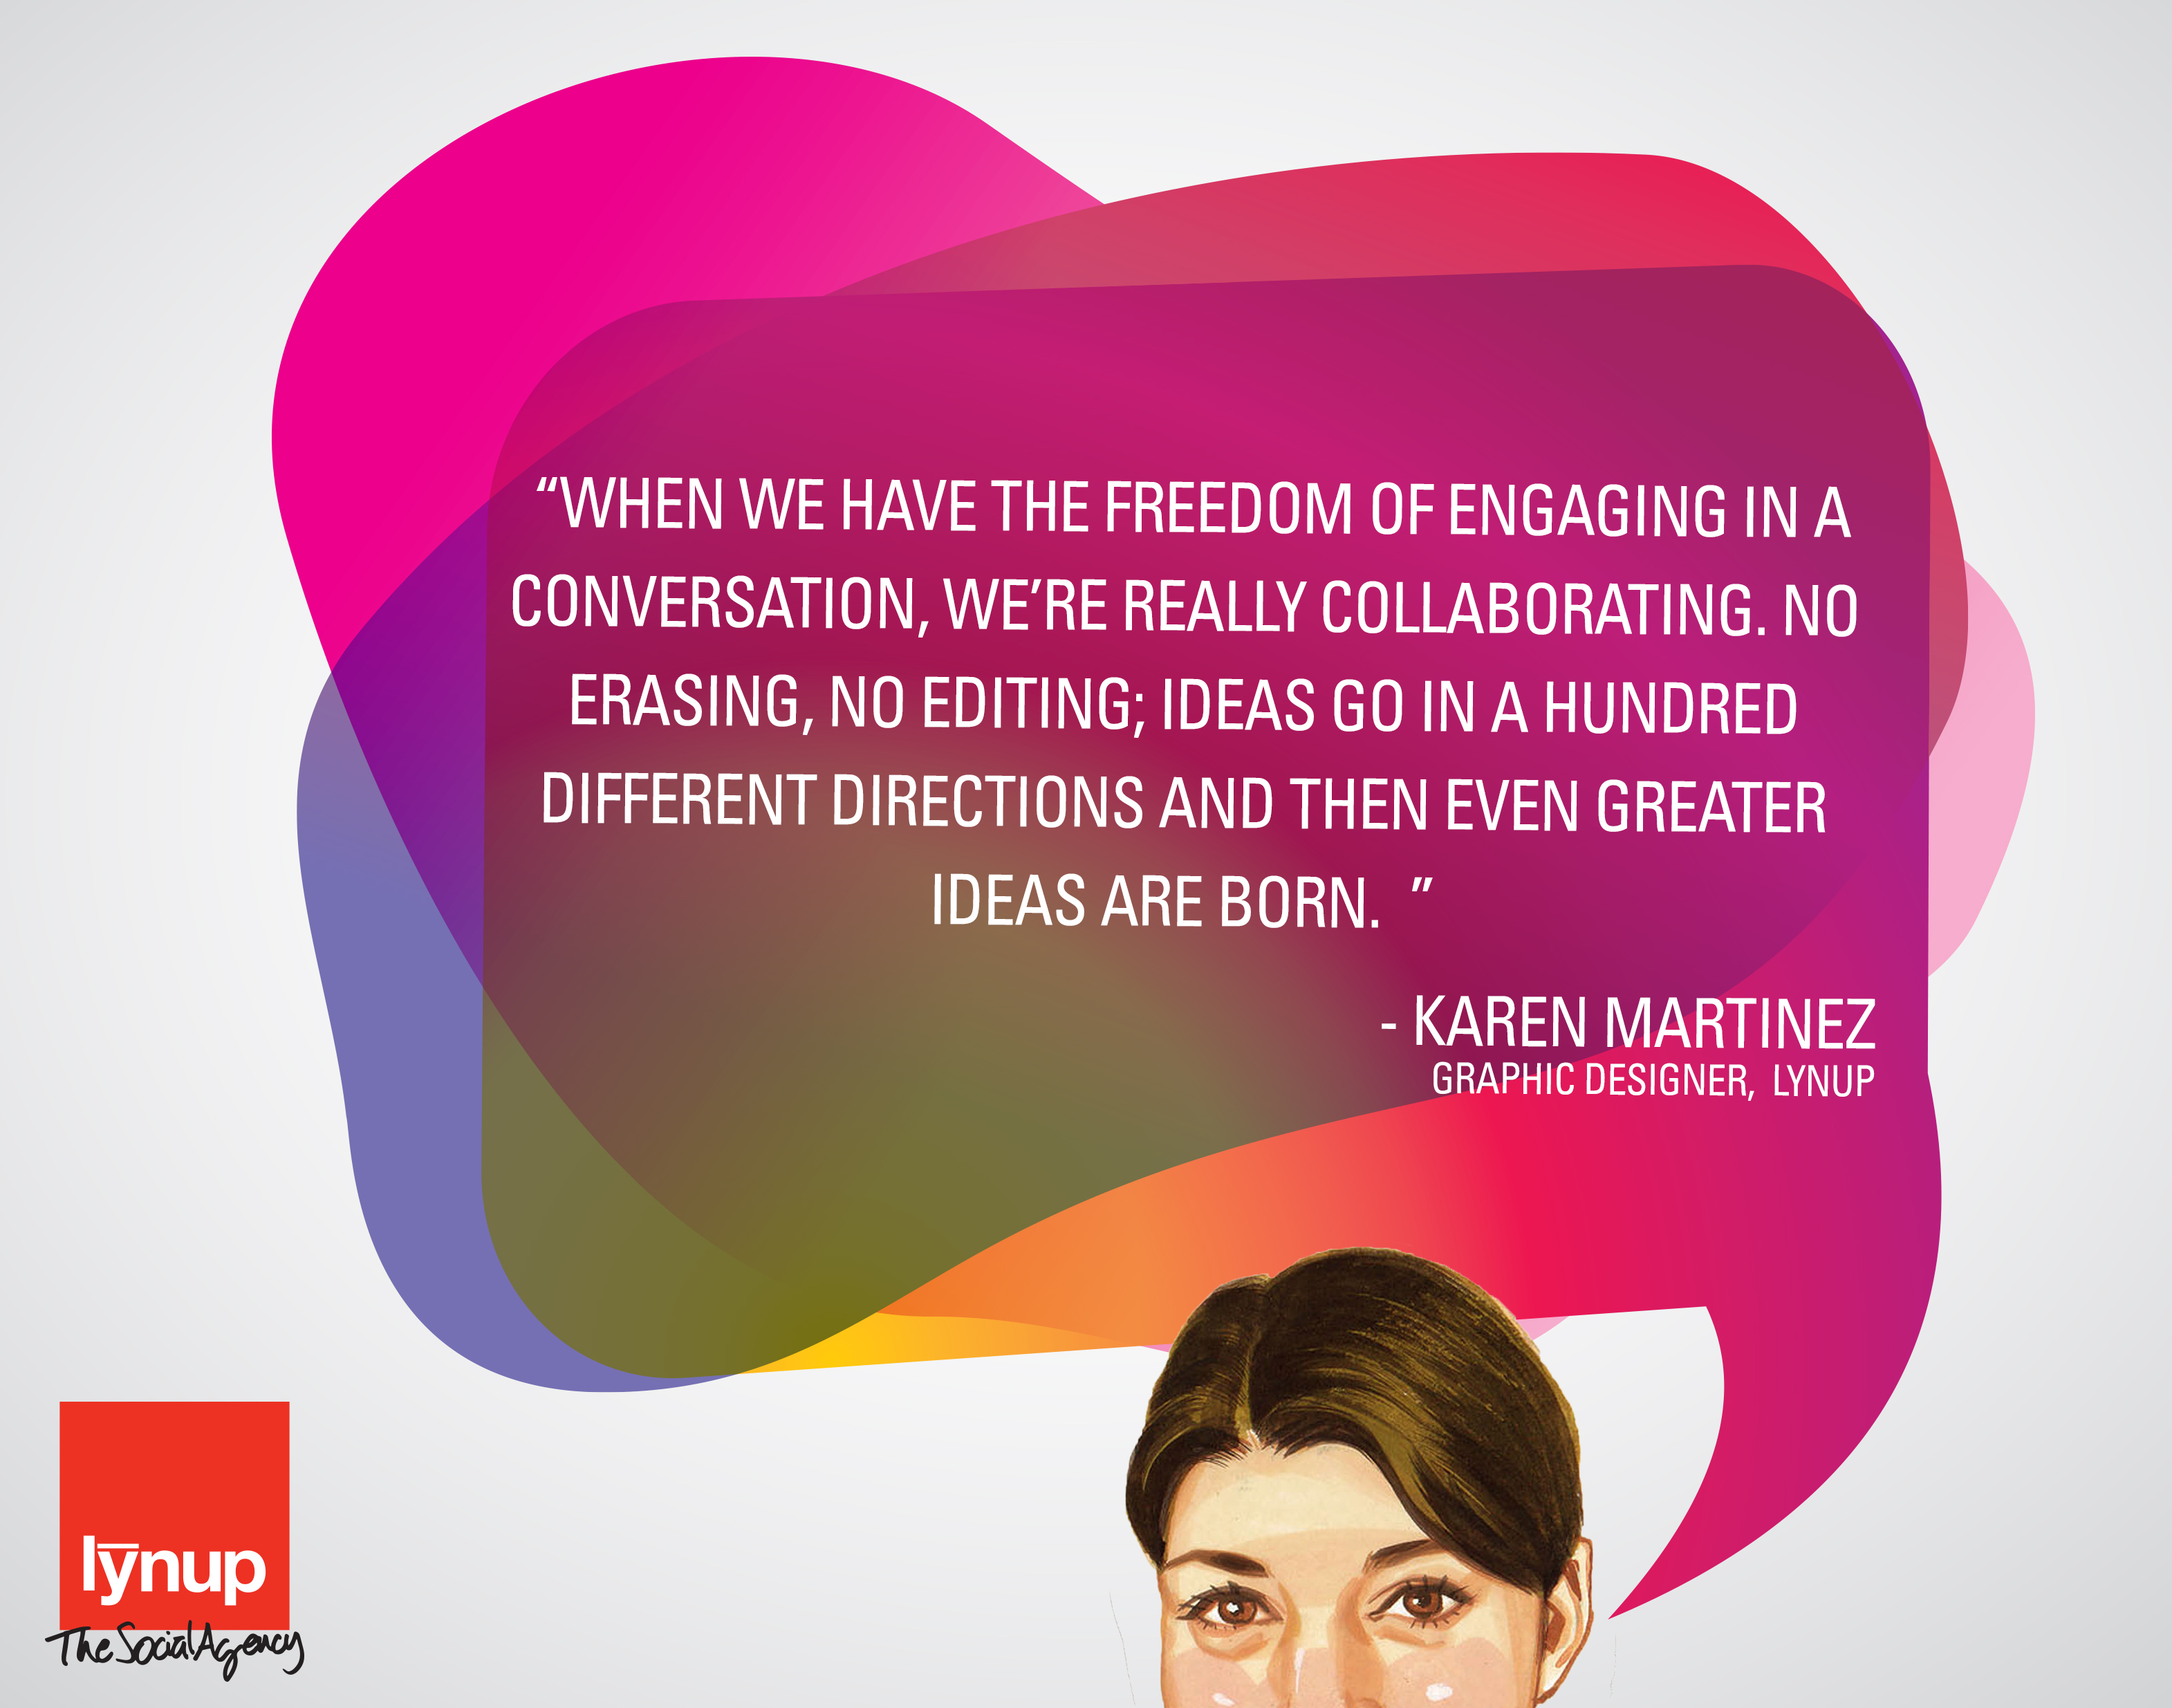 “WHEN WE HAVE THE FREEDOM OF ENGAGING IN A
CONVERSATION, WE’RE REALLY COLLABORATING. NO
ERASING, NO EDITING; IDEAS GO IN A HUNDRED
DIFFERENT DIRECTIONS AND THEN EVEN GREATER
IDEAS ARE BORN. ”
- KAREN MARTINEZ
GRAPHIC DESIGNER, LYNUP
lynup
The Social Agency